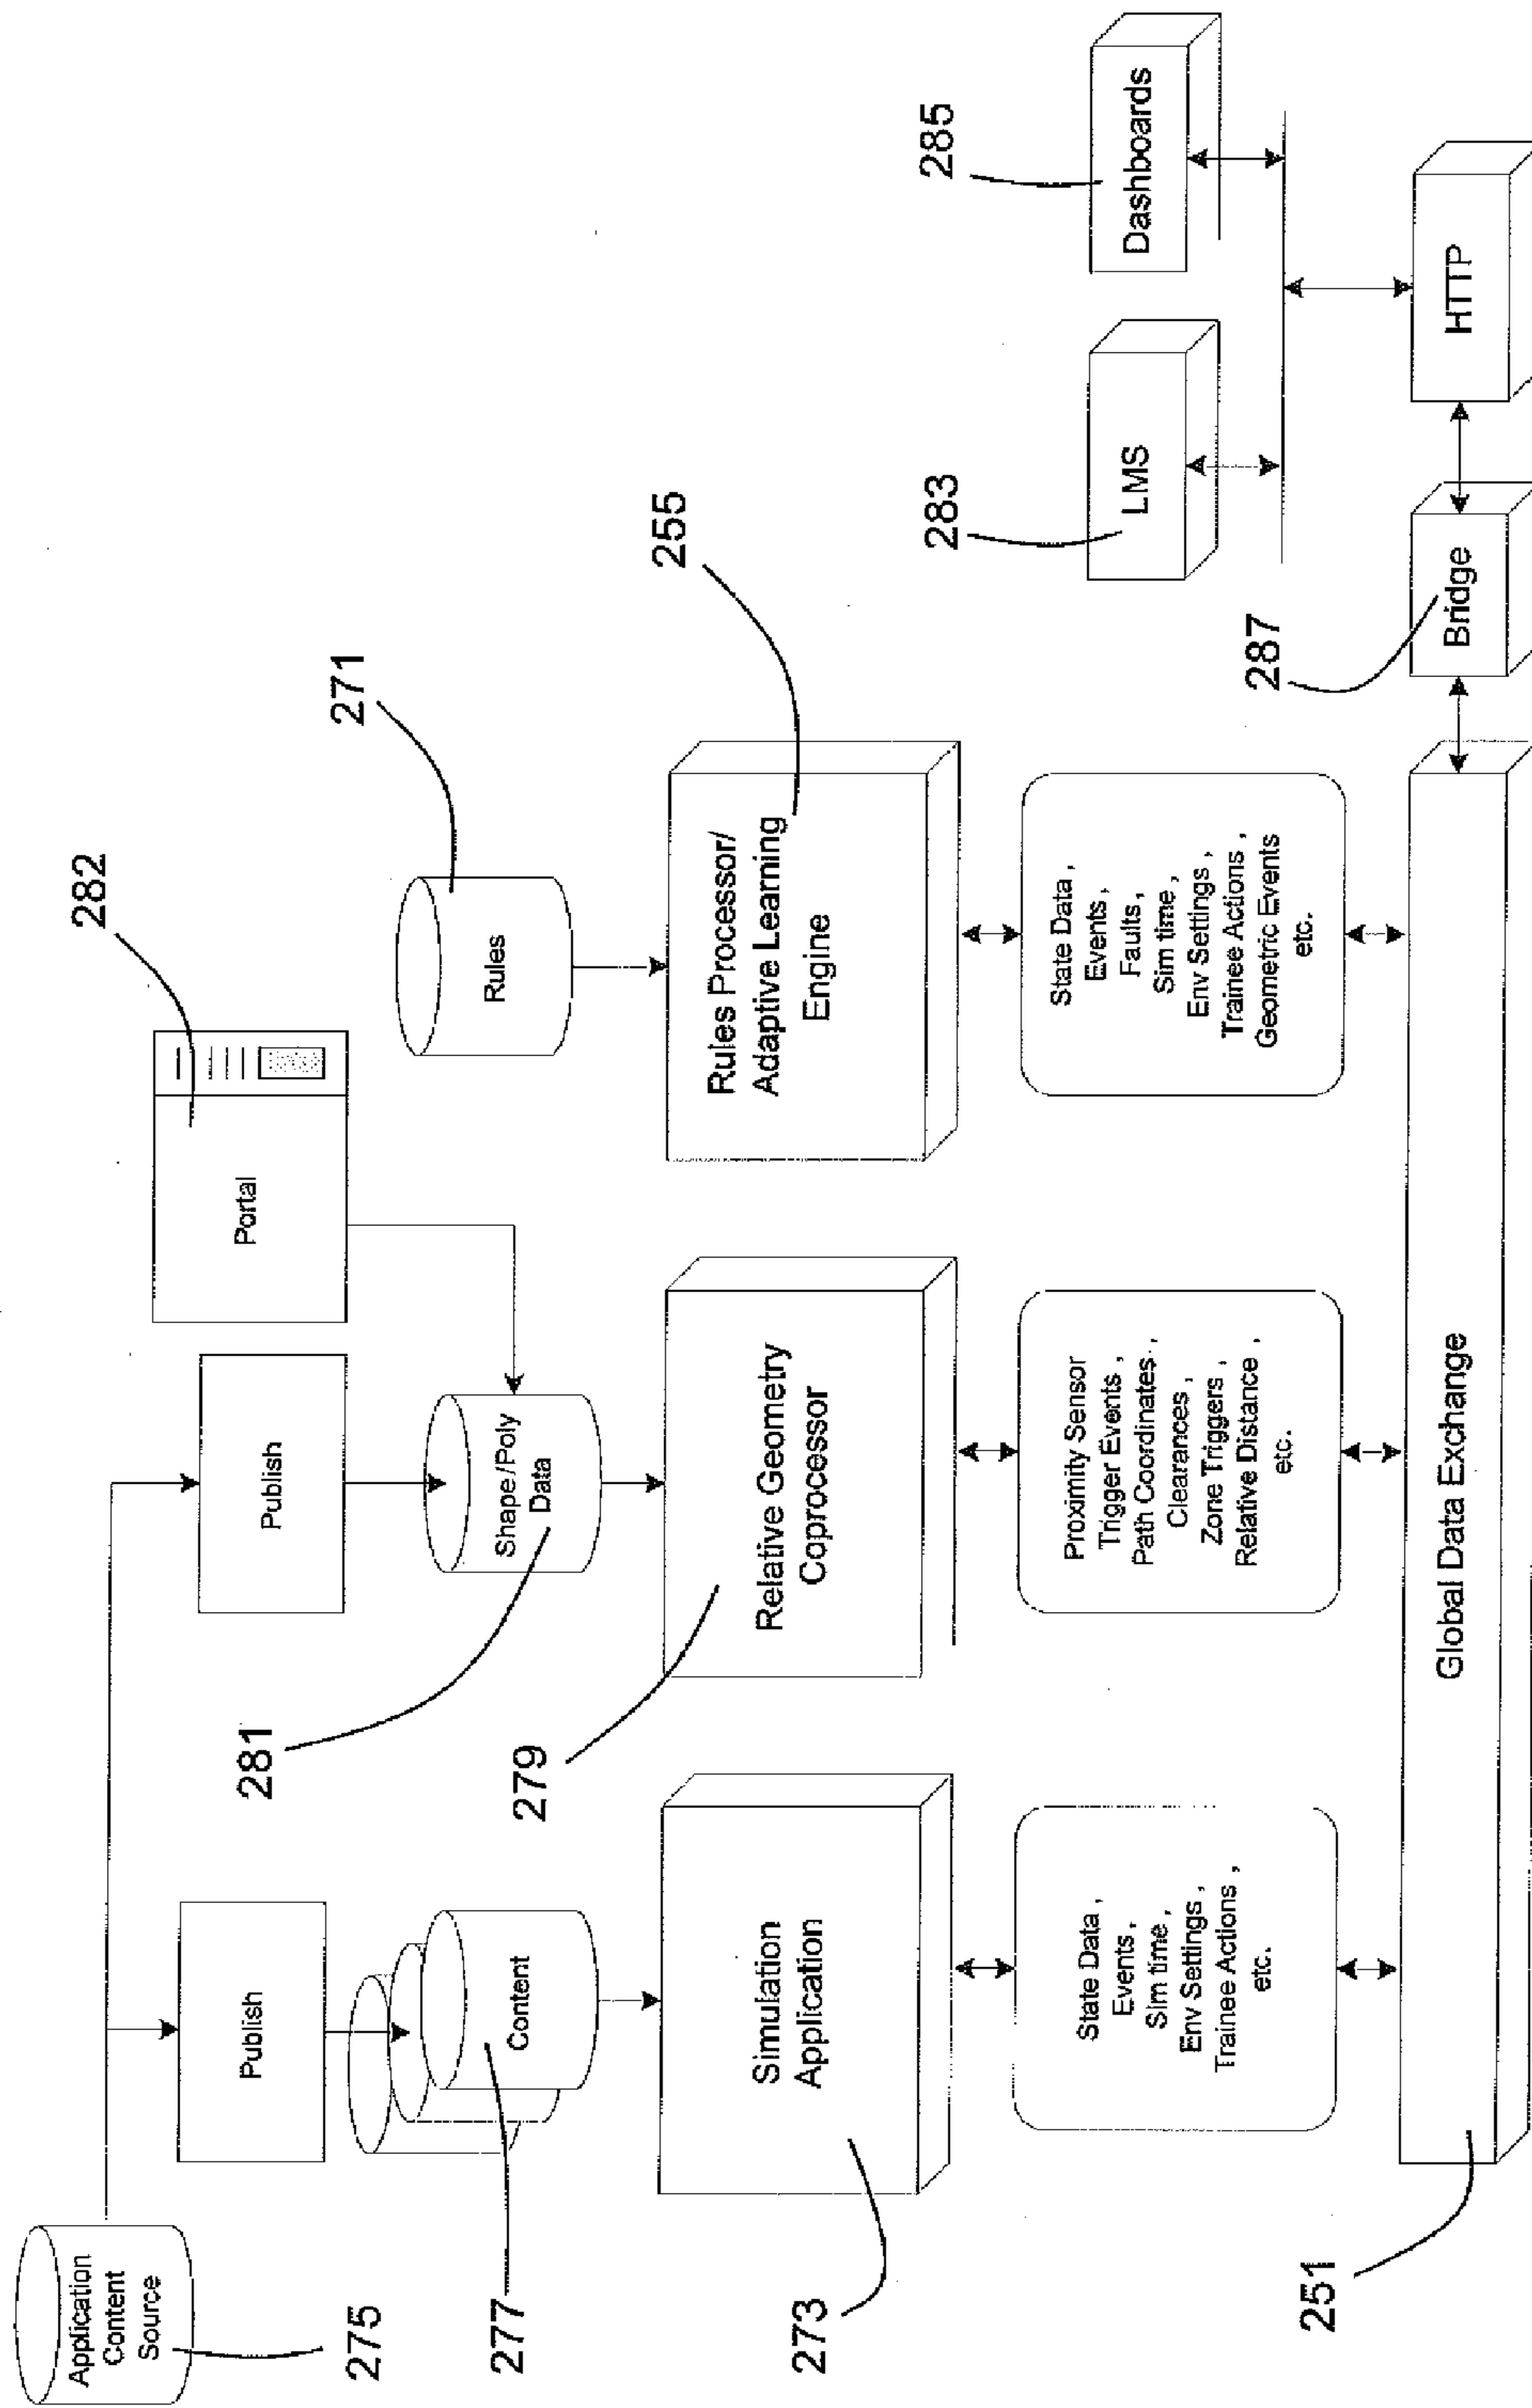 Application
Content
Source
275
Publish
Publish
Portal
282
277
Content
281
Shape/Poly
Data
Rules
271
273
Simulation
Application
279
Relative Geometry
Coprocessor
Rules Processor/
Adaptive Learning
Engine
255
State Data ,
Events ,
Sim time ,
Env Settings ,
Trainee Actions ,
etc.
Proximity Sensor
Trigger Events ,
Path Coordinates ,
Clearances ,
Zone Triggers ,
Relative Distance ,
etc.
State Data ,
Events ,
Faults ,
Sim time ,
Env Settings ,
Trainee Actions ,
Geometric Events
etc.
283
LMS
285
Dashboards
251
Global Data Exchange
287
Bridge
HTTP